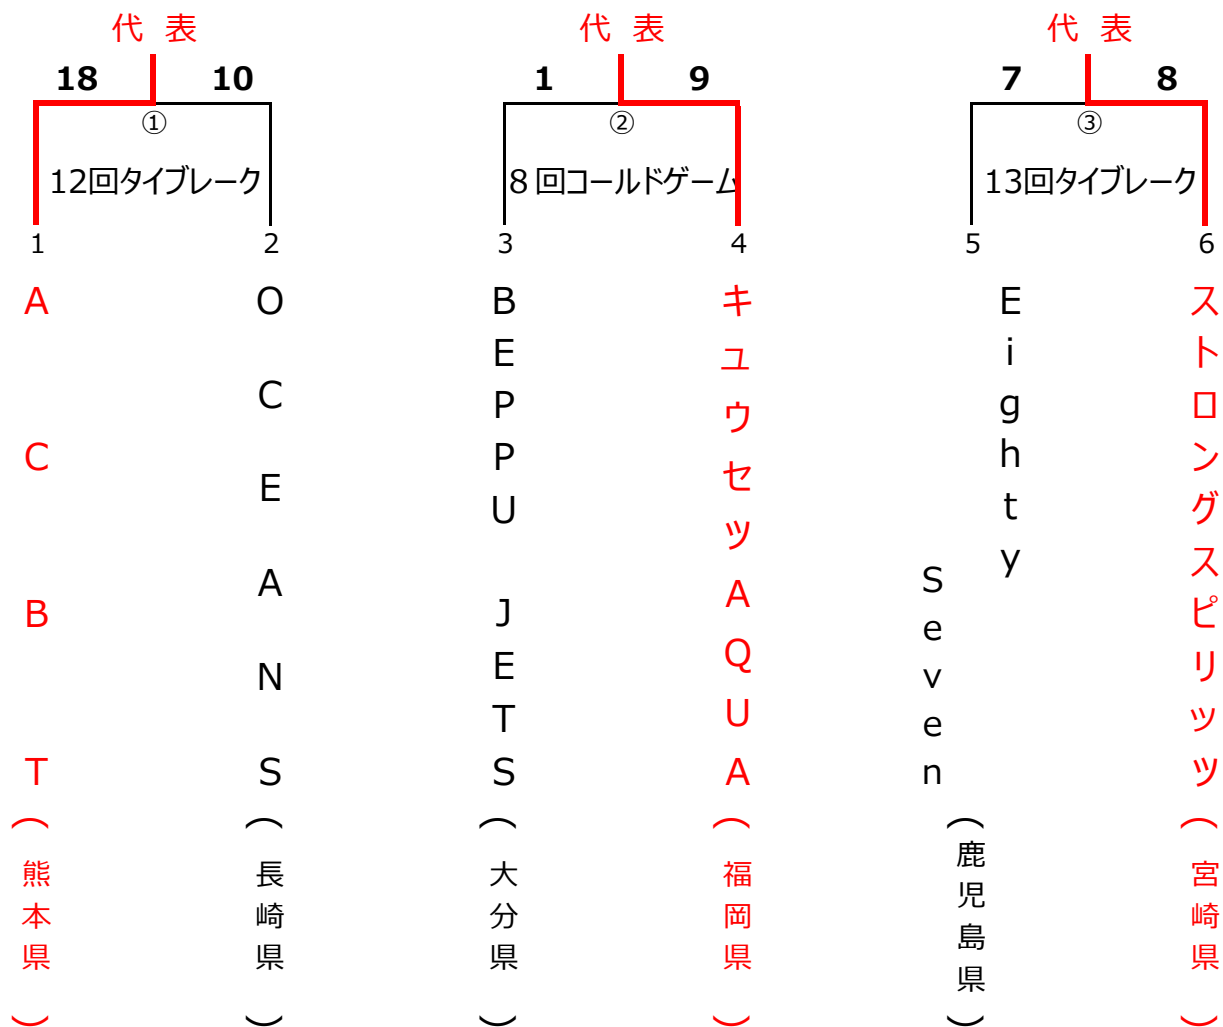 代 表
代 表
代 表
18 10
1 9
7 8
①
②
③
12回タイブレーク
８回コールドゲーム
13回タイブレーク
1
2
3
4
5
6
ACBT（熊本県）
OCEANS（長崎県）
BEPPU JETS（大分県）
キュウセツAQUA（福岡県）
Eighty
Seven（鹿児島県）
ストロングスピリッツ（宮崎県）